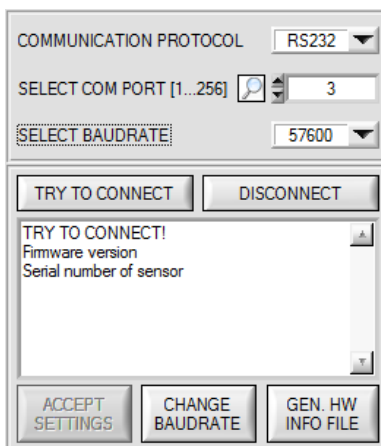 COMMUNICATION PROTOCOL RS232
SELECT COM PORT [1...256] 3
SELECT BAUDRATE 57600
TRY TO CONNECT DISCONNECT
TRY TO CONNECT!
Firmware version
Serial number of sensor
ACCEPT SETTINGS
CHANGE BAUDRATE
GEN. HW INFO FILE